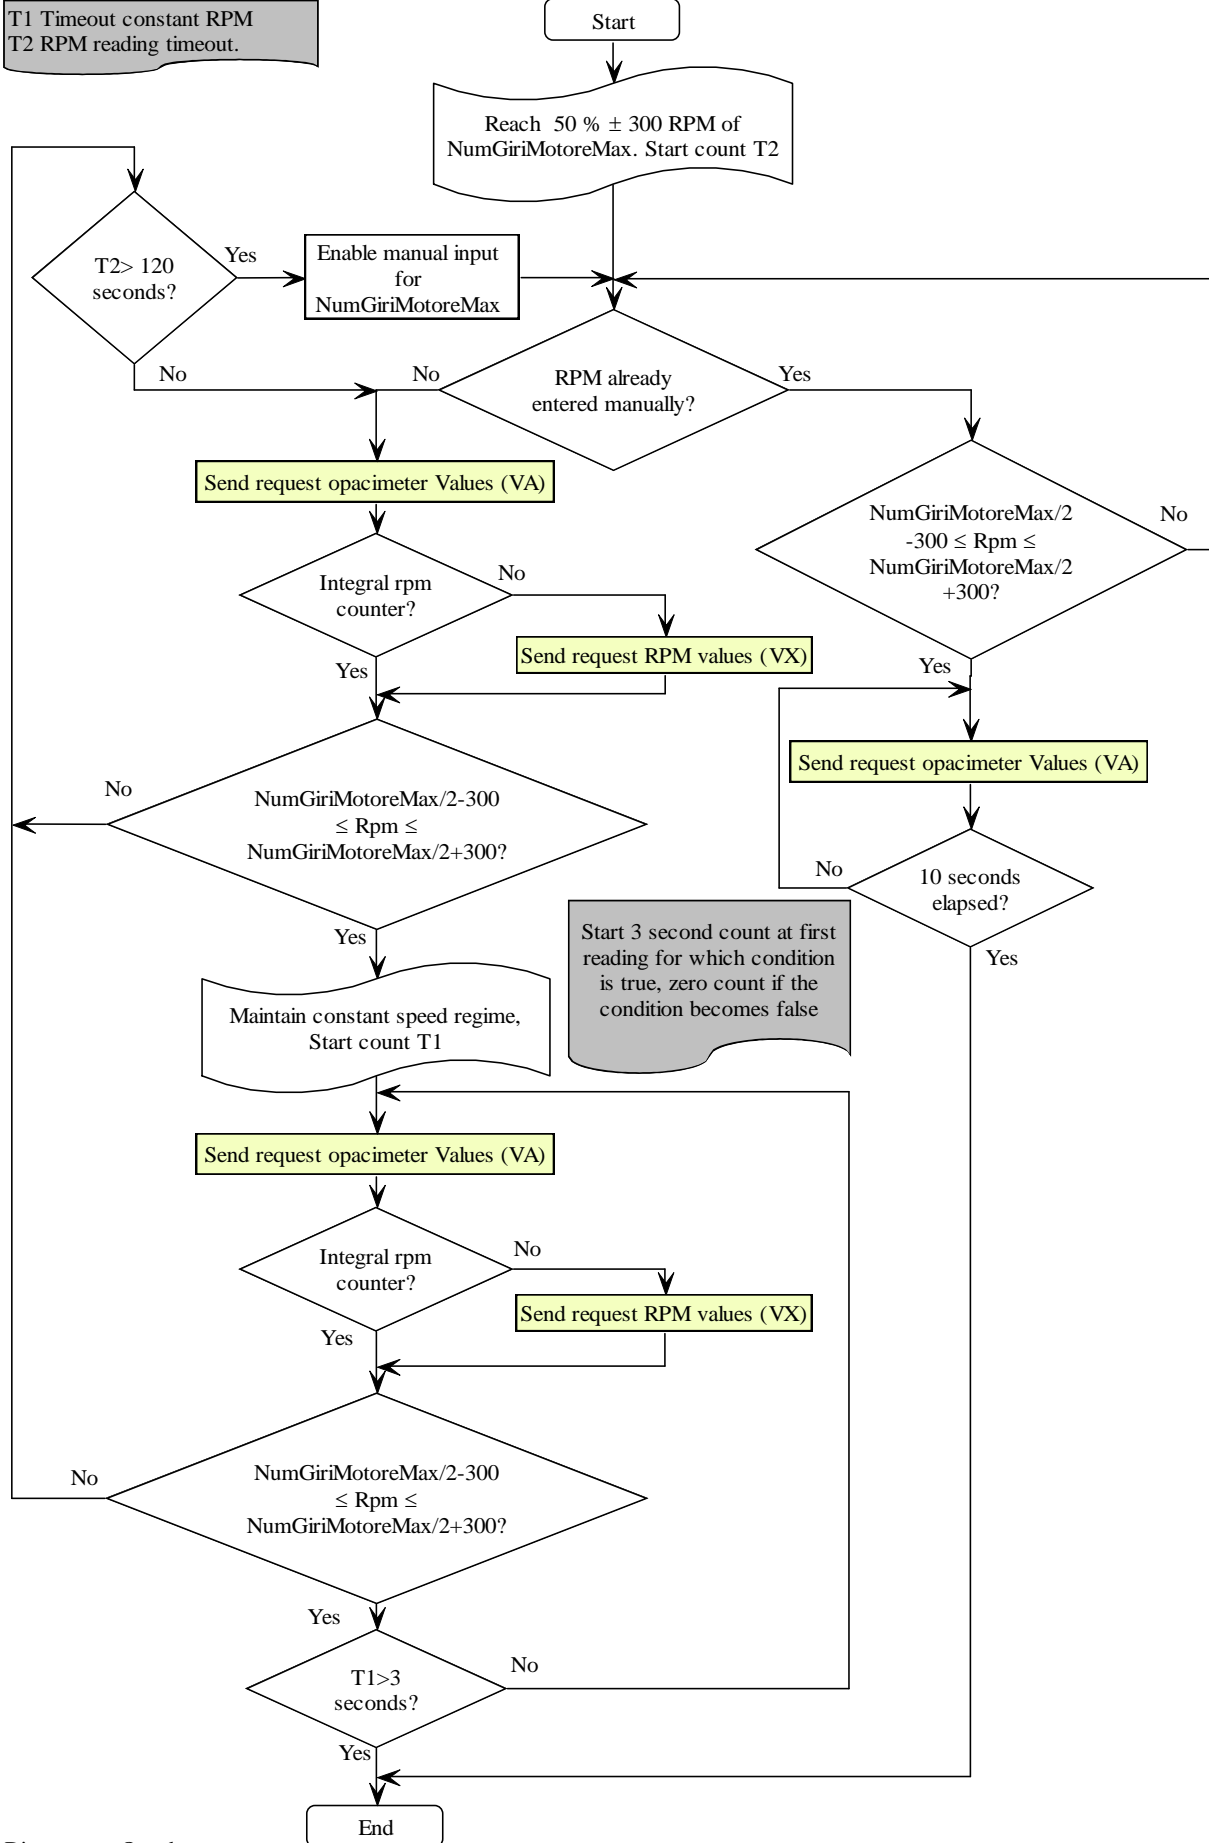 T1 Timeout constant RPM
T2 RPM reading timeout.
Start
Reach 50 % ± 300 RPM of
NumGiriMotoreMax. Start count T2
T2> 120
seconds?
Yes
Enable manual input
for
NumGiriMotoreMax
No
No
RPM already
entered manually?
Yes
Send request opacimeter Values (VA)
NumGiriMotoreMax/2
-300 ≤ Rpm ≤
NumGiriMotoreMax/2
+300?
No
Integral rpm
counter?
No
Send request RPM values (VX)
Yes
Yes
Send request opacimeter Values (VA)
No
NumGiriMotoreMax/2-300
≤ Rpm ≤
NumGiriMotoreMax/2+300?
No
10 seconds
elapsed?
Yes
Yes
Start 3 second count at first
reading for which condition
is true, zero count if the
condition becomes false
Maintain constant speed regime,
Start count T1
Send request opacimeter Values (VA)
Integral rpm
counter?
No
Send request RPM values (VX)
Yes
No
NumGiriMotoreMax/2-300
≤ Rpm ≤
NumGiriMotoreMax/2+300?
Yes
T1>3
seconds?
No
Yes
End